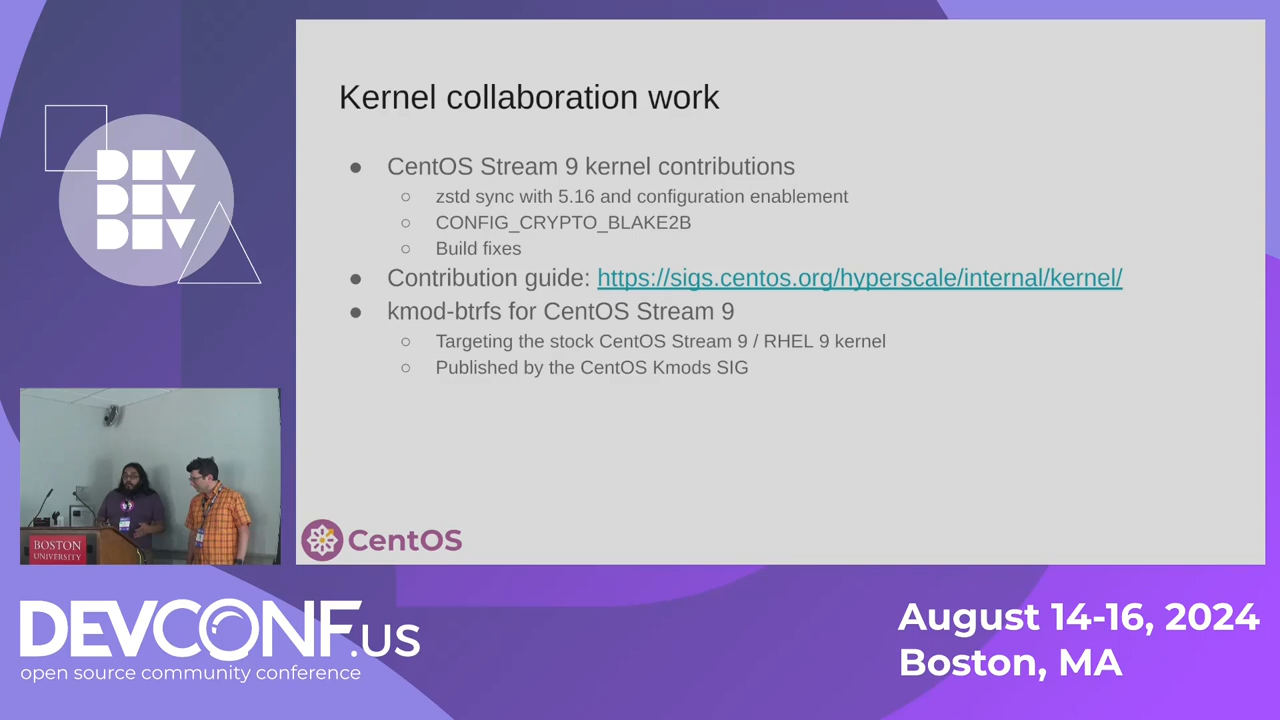 DEV
DEV
DEV
Kernel collaboration work
● CentOS Stream 9 kernel contributions
○ zstd sync with 5.16 and configuration enablement
○ CONFIG_CRYPTO_BLAKE2B
○ Build fixes
● Contribution guide: https://sigs.centos.org/hyperscale/internal/kernel/
● kmod-btrfs for CentOS Stream 9
○ Targeting the stock CentOS Stream 9 / RHEL 9 kernel
○ Published by the CentOS Kmods SIG
CentOS
BOSTON
UNIVERSITY
DEVCONF.US
open source community conference
August 14-16, 2024
Boston, MA